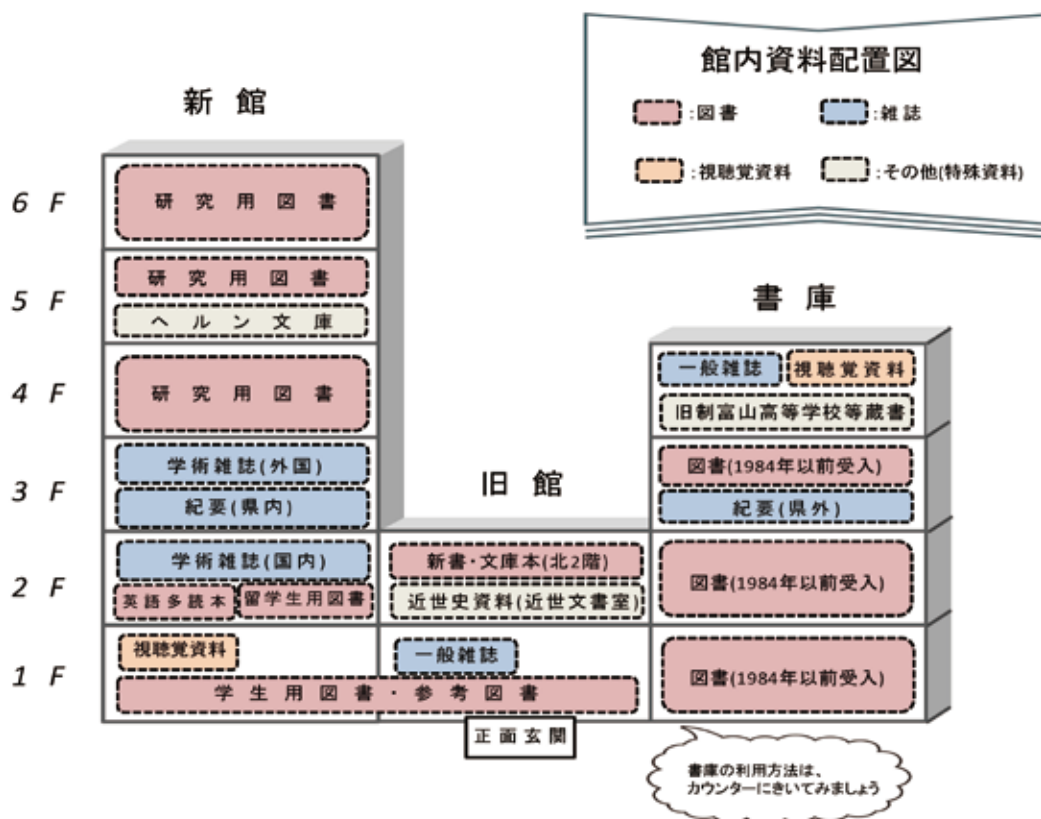 館内資料配置図
:図書
:雑誌
:視聴覚資料
:その他(特殊資料)
新館
6 F
研究用図書
5 F
研究用図書
ヘルン文庫
書庫
4 F
研究用図書
一般雑誌
視聴覚資料
旧制富山高等学校等蔵書
3 F
学術雑誌(外国)
紀要(県内)
旧館
図書(1984年以前受入)
紀要(県外)
2 F
学術雑誌(国内)
英語多読本
留学生用図書
新書・文庫本(北2階)
近世史資料(近世文書室)
図書(1984年以前受入)
1 F
視聴覚資料
一般雑誌
学生用図書・参考図書
図書(1984年以前受入)
正面玄関
書庫の利用方法は、
カウンターにきいてみましょう